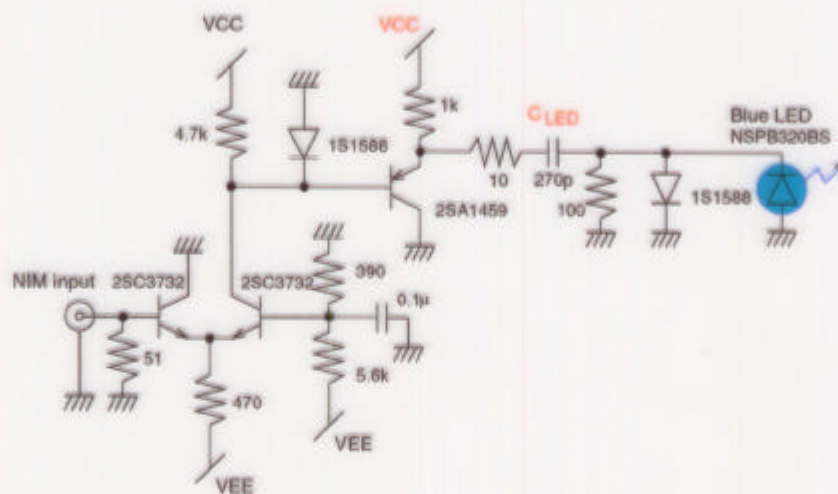 VCC
VCC
4.7k
1S1588
1k
C LED
Blue LED
NSPB320BS
10
270p
100
1S1588
2SA1459
NIM input
2SC3732
2SC3732
390
0.1μ
51
470
5.6k
VEE
VEE